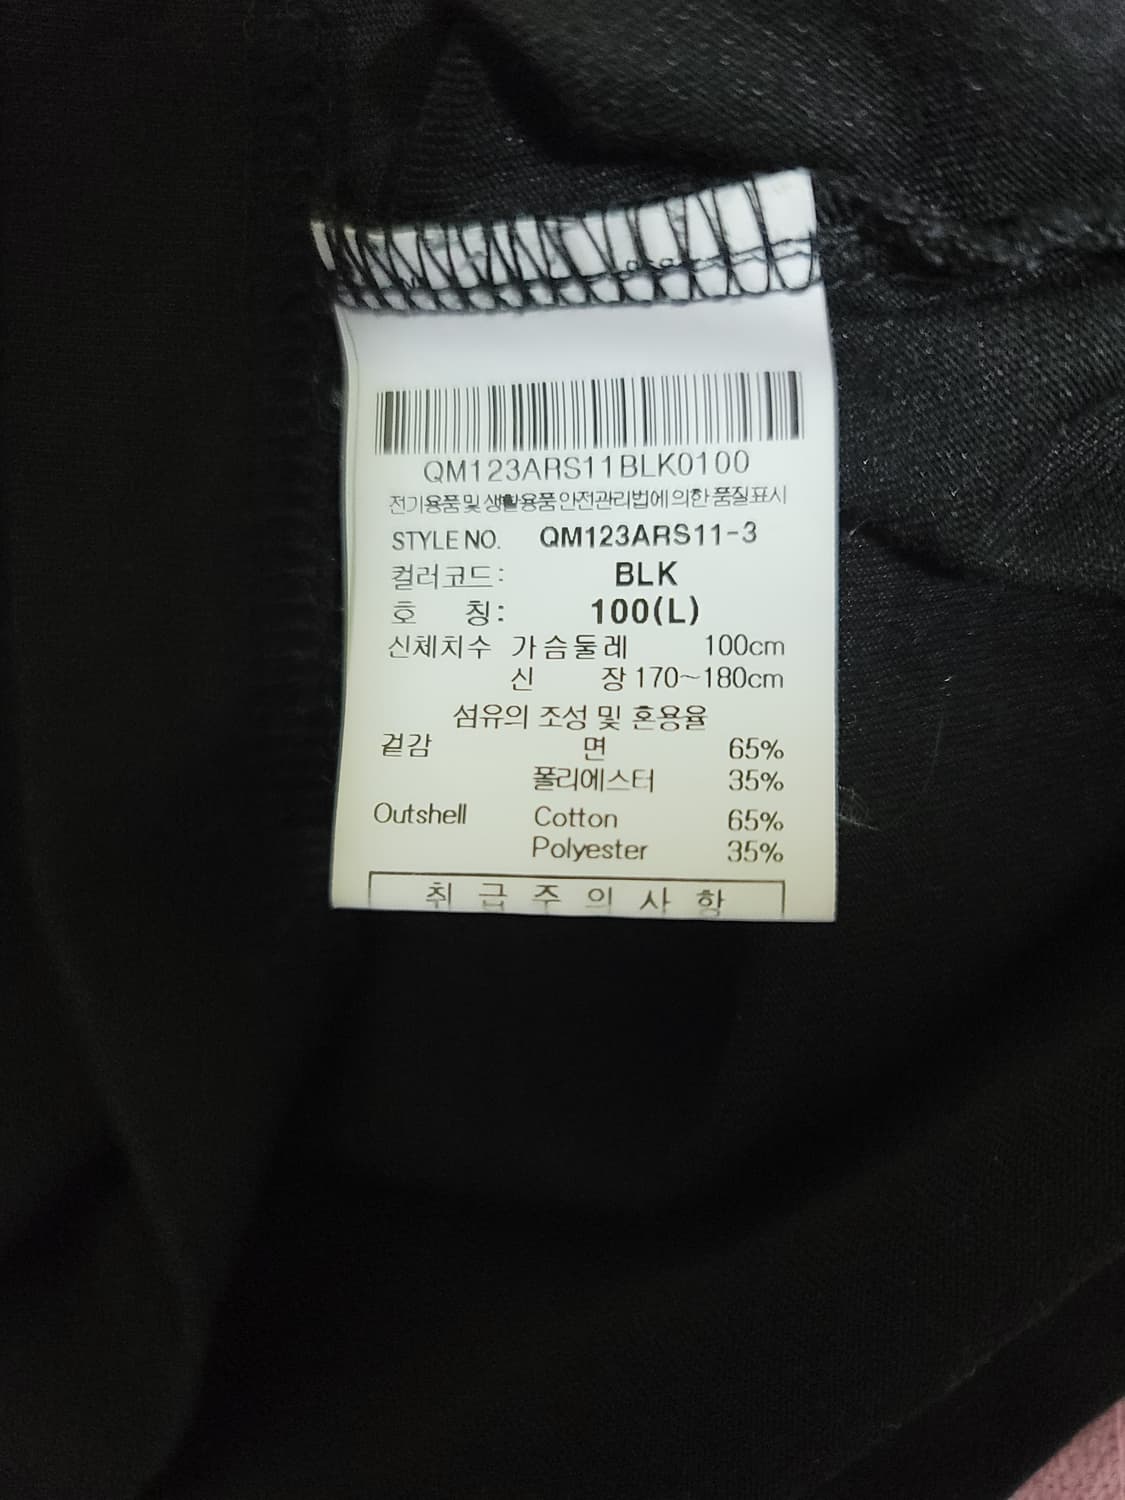 QM123ARS11BLK0100
전기용품 및 생활용품 안전관리법에 의한 품질표시
STYLE NO. QM123ARS11-3
컬러코드: BLK
호 칭: 100(L)
신체치수 가슴둘레 100cm
신 장 170~180cm
섬유의 조성 및 혼용율
겉감 면 65%
폴리에스터 35%
Outshell Cotton 65%
Polyester 35%
취급주의사항